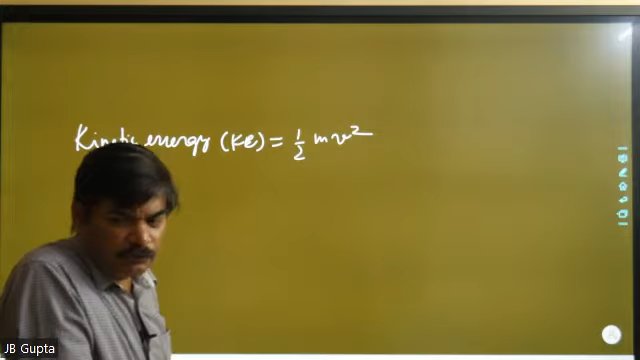 Kinetic energy (KE) = 1/2 mv²
JB Gupta